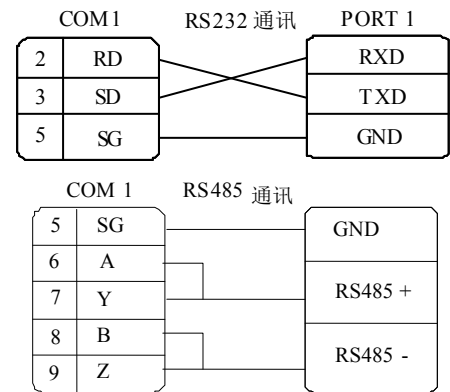 COM1 RS232 通讯 PORT 1
2 RD RXD
3 SD TXD
5 SG GND
COM 1 RS485 通讯
5 SG GND
6 A
7 Y RS485 +
8 B
9 Z RS485 -